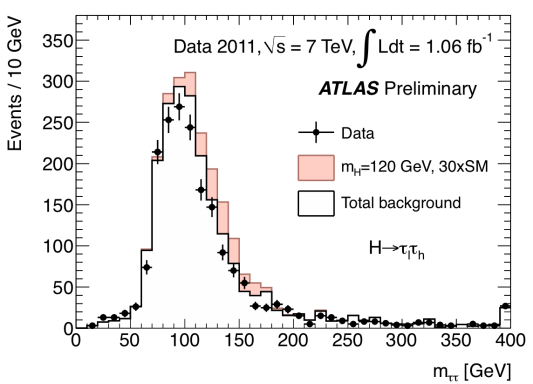 Data 2011, √s = 7 TeV, ∫ Ldt = 1.06 fb⁻¹
ATLAS Preliminary
Data
m_H=120 GeV, 30xSM
Total background
H→τ_lτ_h
Events / 10 GeV
350
300
250
200
150
100
50
0
0 50 100 150 200 250 300 350 400
m_ττ [GeV]